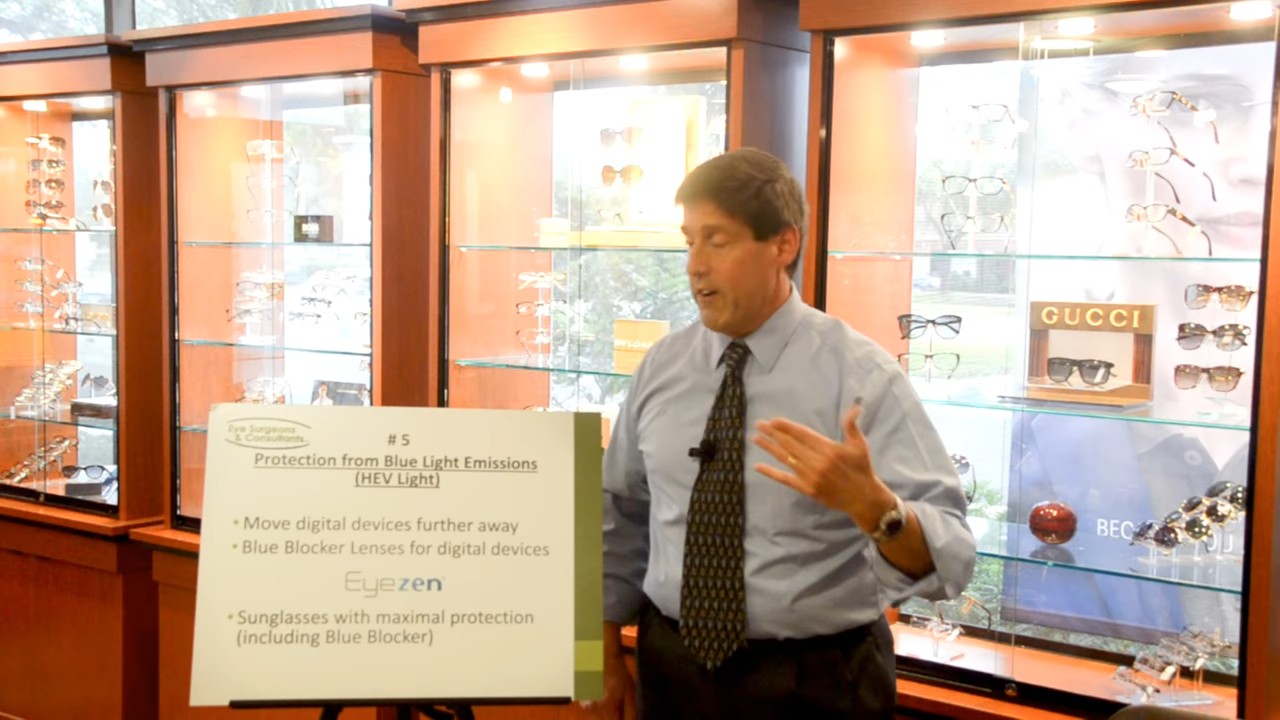 Eye Surgeons
& Consultants
# 5
Protection from Blue Light Emissions
(HEV Light)
• Move digital devices further away
• Blue Blocker Lenses for digital devices
Eyezen
• Sunglasses with maximal protection
(including Blue Blocker)
GUCCI